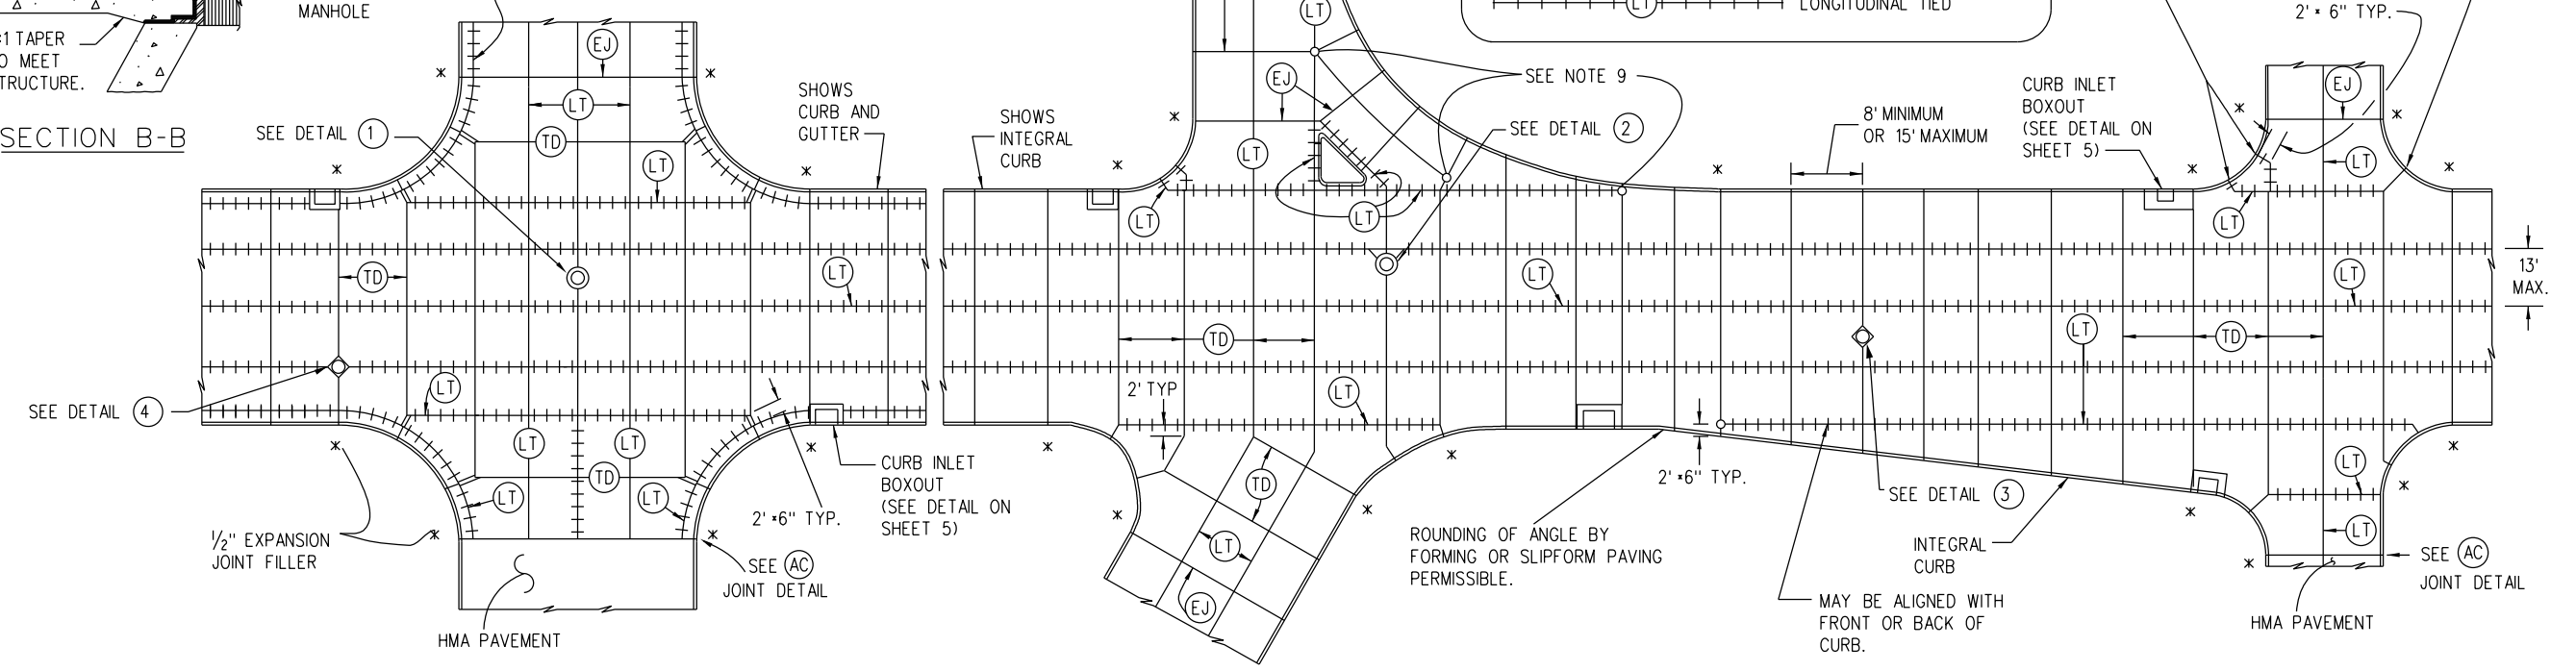 MANHOLE
:1 TAPER
O MEET
TRUCTURE.
SECTION B-B
SEE DETAIL 1
EJ
LT
TD
LT
SHOWS
CURB AND
GUTTER
SHOWS
INTEGRAL
CURB
TD
LT
SEE DETAIL 4
LT
LT
LT
TD
LT
LT
2' *6" TYP.
CURB INLET
BOXOUT
(SEE DETAIL ON
SHEET 5)
1/2" EXPANSION
JOINT FILLER
SEE AC
JOINT DETAIL
HMA PAVEMENT
LT
LT
LONGITUDINAL TIED
EJ
SEE NOTE 9
SEE DETAIL 2
LT
LT
LT
LT
TD
2' TYP
LT
TD
LT
EJ
8' MINIMUM
OR 15' MAXIMUM
CURB INLET
BOXOUT
(SEE DETAIL ON
SHEET 5)
2' * 6" TYP.
EJ
LT
LT
LT
13'
MAX.
LT
TD
2' *6" TYP.
SEE DETAIL 3
ROUNDING OF ANGLE BY
FORMING OR SLIPFORM PAVING
PERMISSIBLE.
INTEGRAL
CURB
MAY BE ALIGNED WITH
FRONT OR BACK OF
CURB.
LT
LT
SEE AC
JOINT DETAIL
HMA PAVEMENT